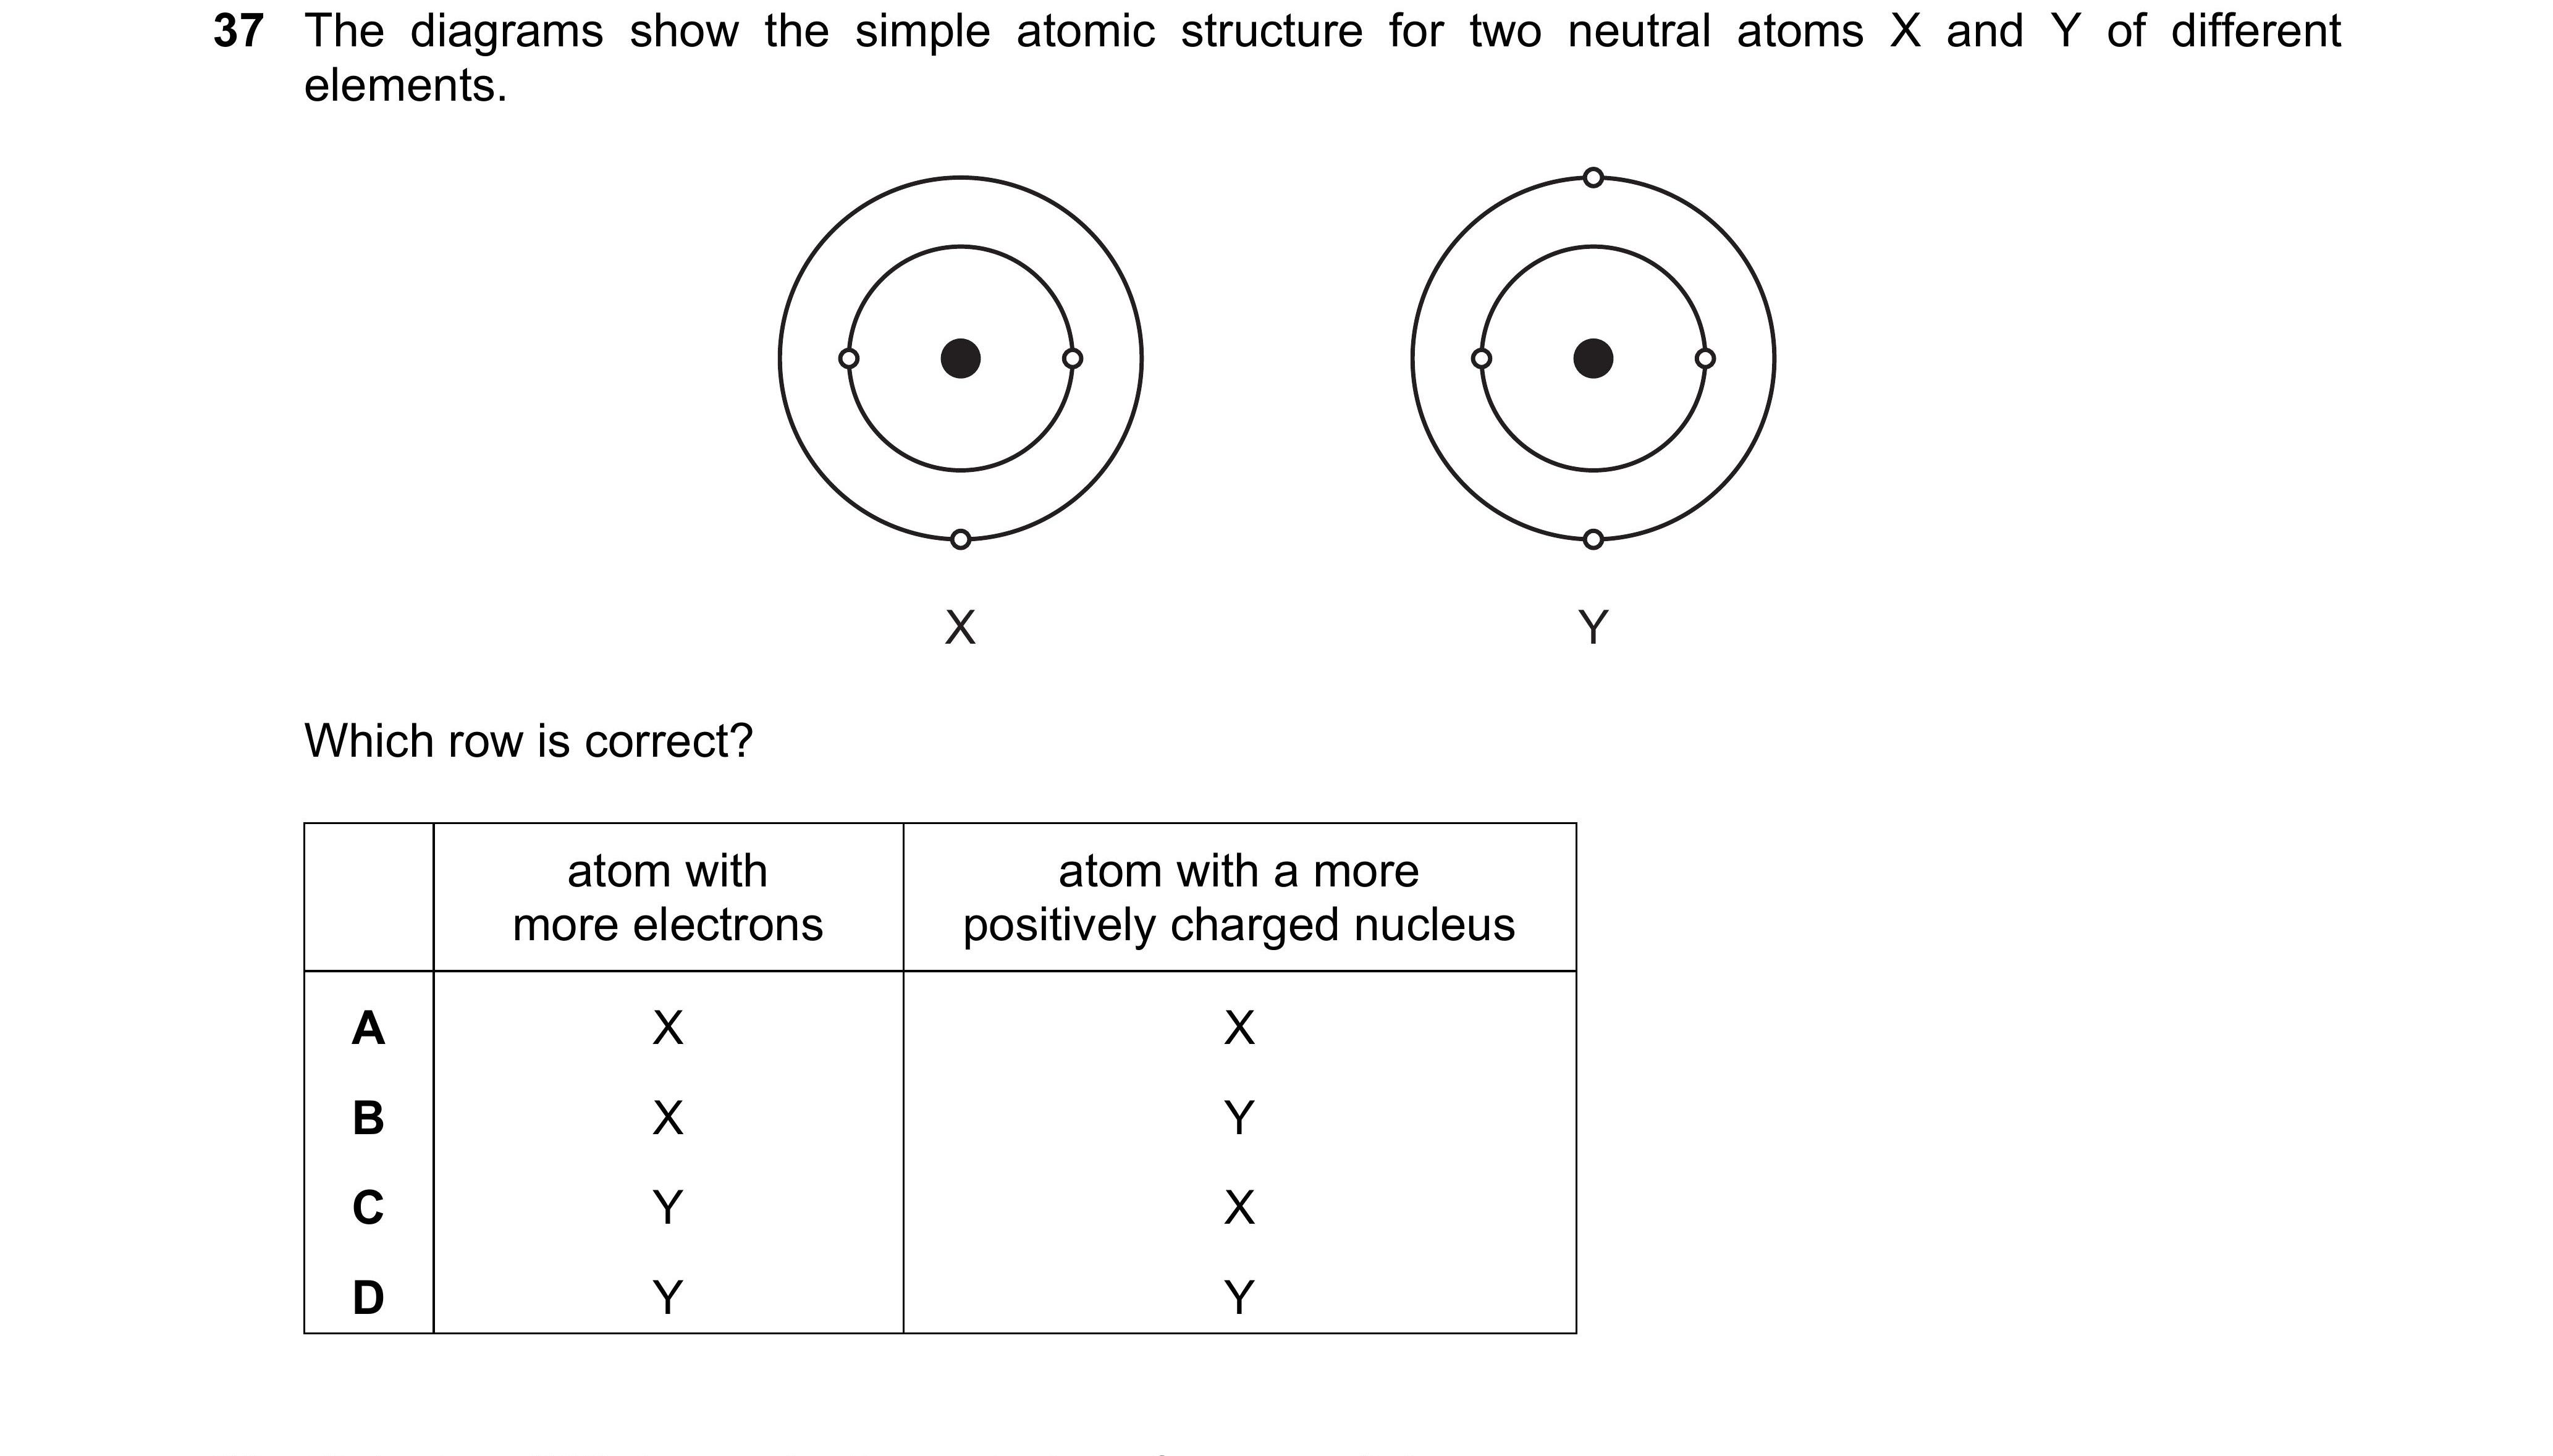 37 The diagrams show the simple atomic structure for two neutral atoms X and Y of different
elements.
X Y
Which row is correct?
atom with atom with a more
more electrons positively charged nucleus
A X X
B X Y
C Y X
D Y Y